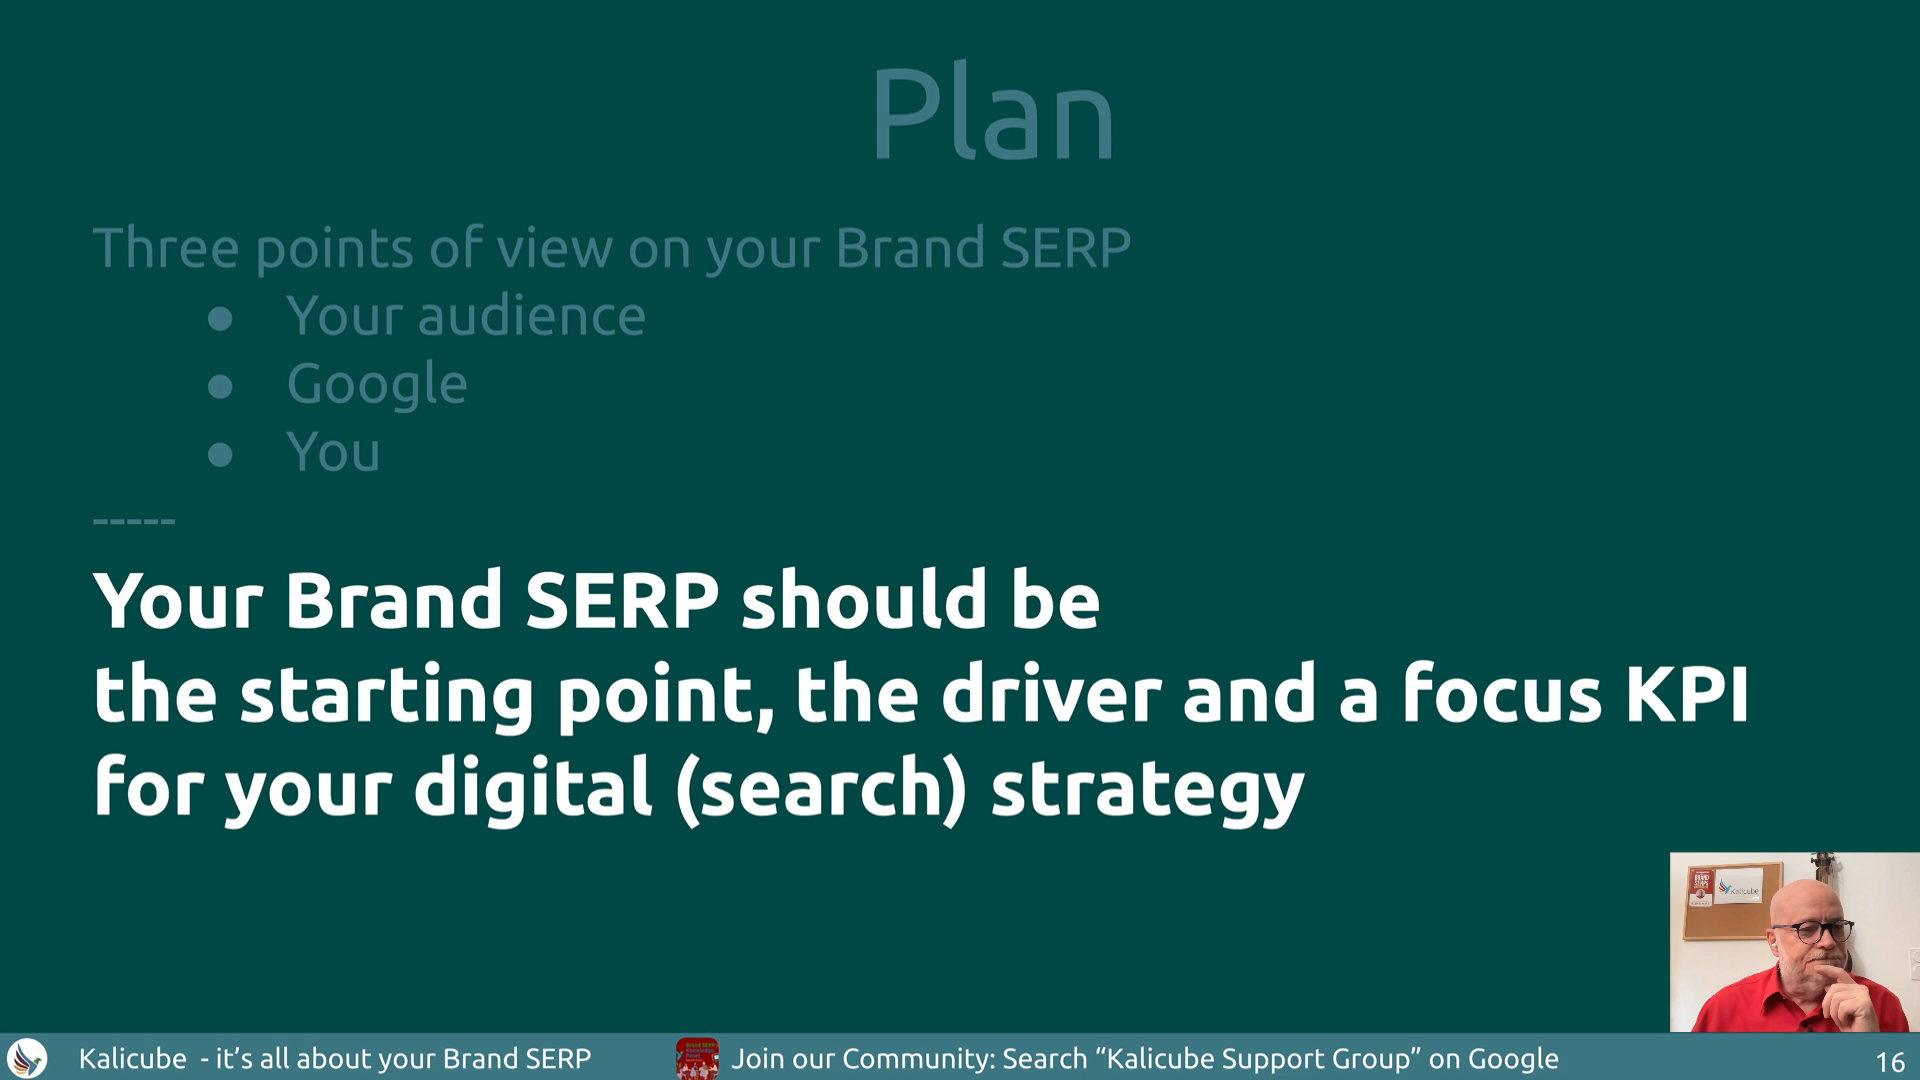 Plan
Three points of view on your Brand SERP
● Your audience
● Google
● You
-----
Your Brand SERP should be
the starting point, the driver and a focus KPI
for your digital (search) strategy
Kalicube
Kalicube - it’s all about your Brand SERP
Join our Community: Search “Kalicube Support Group” on Google
16